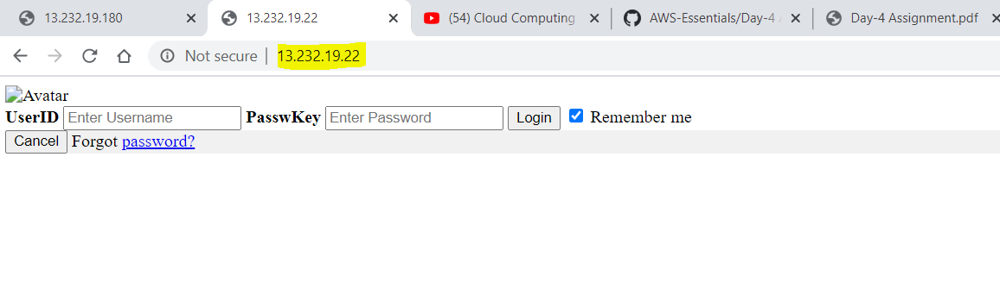 13.232.19.180 13.232.19.22 (54) Cloud Computing AWS-Essentials/Day-4 Day-4 Assignment.pdf
Not secure 13.232.19.22
Avatar
UserID Enter Username PasswKey Enter Password Login Remember me
Cancel Forgot password?